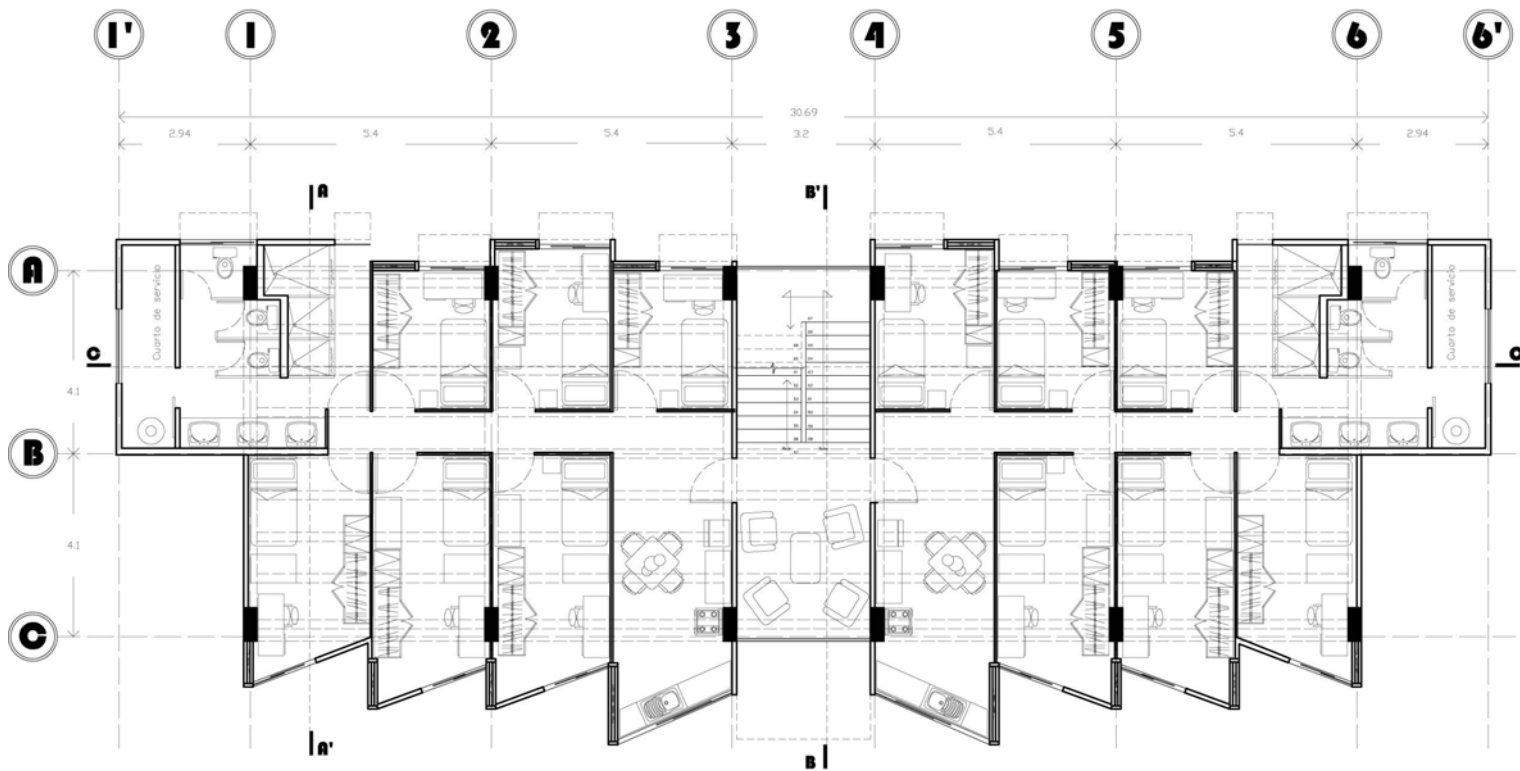 1' 1 2 3 4 5 6 6'
30.69
2.94 5.4 5.4 3.2 5.4 5.4 2.94
A B'
A
Cuarto de servicio Cuarto de servicio
C C
4.1
B
4.1
C
A' B